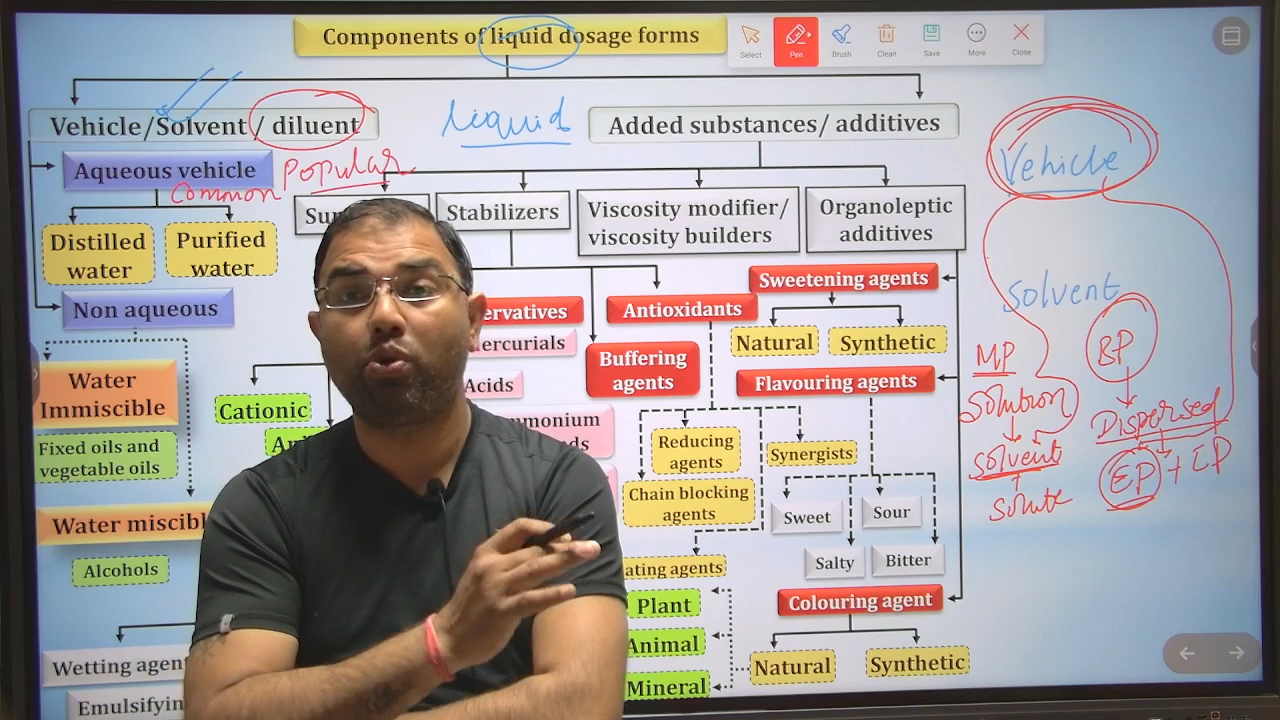 Components of liquid dosage forms
Select
Pen
Brush
Clean
Save
More
Close
Vehicle/Solvent / diluent
liquid
Added substances/ additives
Vehicle
Aqueous vehicle
Common
Popular
Stabilizers
Viscosity modifier/
viscosity builders
Organoleptic
additives
Distilled
water
Purified
water
Non aqueous
ervatives
ercurials
Acids
mmonium
Antioxidants
Buffering
agents
Sweetening agents
Natural
Synthetic
Flavouring agents
Solvent
MP
Solution
solvent
+
Solute
BP
Dispersed
EP + IP
Water
Immiscible
Fixed oils and
vegetable oils
Cationic
Water miscibl
Alcohols
Reducing
agents
Synergists
Chain blocking
agents
ating agents
Sweet
Sour
Salty
Bitter
Plant
Animal
Mineral
Colouring agent
Natural
Synthetic
Wetting agen
Emulsifyin